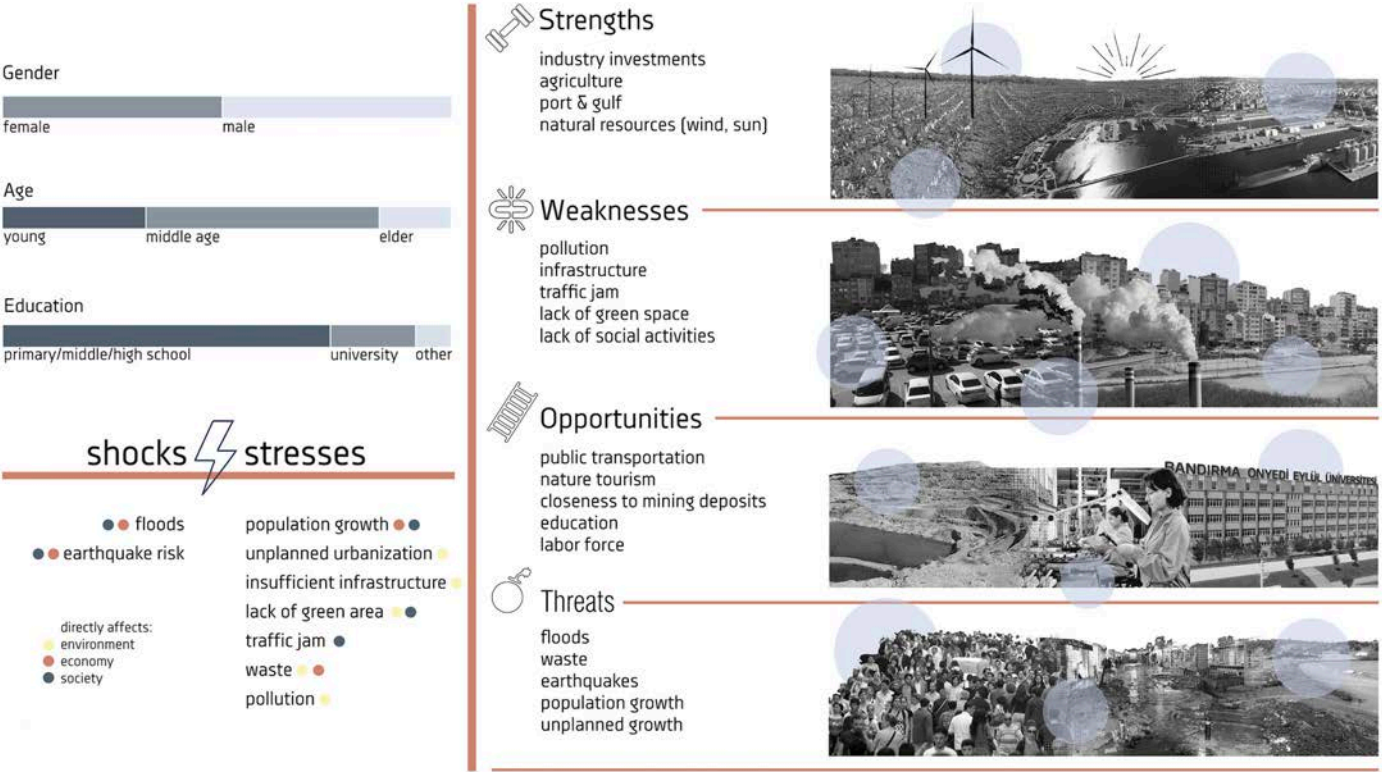 Gender
female
male
Age
young
middle age
elder
Education
primary/middle/high school
university
other
shocks
stresses
floods
earthquake risk
population growth
unplanned urbanization
insufficient infrastructure
lack of green area
traffic jam
waste
pollution
directly affects:
environment
economy
society
Strengths
industry investments
agriculture
port & gulf
natural resources (wind, sun)
Weaknesses
pollution
infrastructure
traffic jam
lack of green space
lack of social activities
Opportunities
public transportation
nature tourism
closeness to mining deposits
education
labor force
BANDIRMA ONYEDİ EYLÜL ÜNİVERSİTESİ
Threats
floods
waste
earthquakes
population growth
unplanned growth